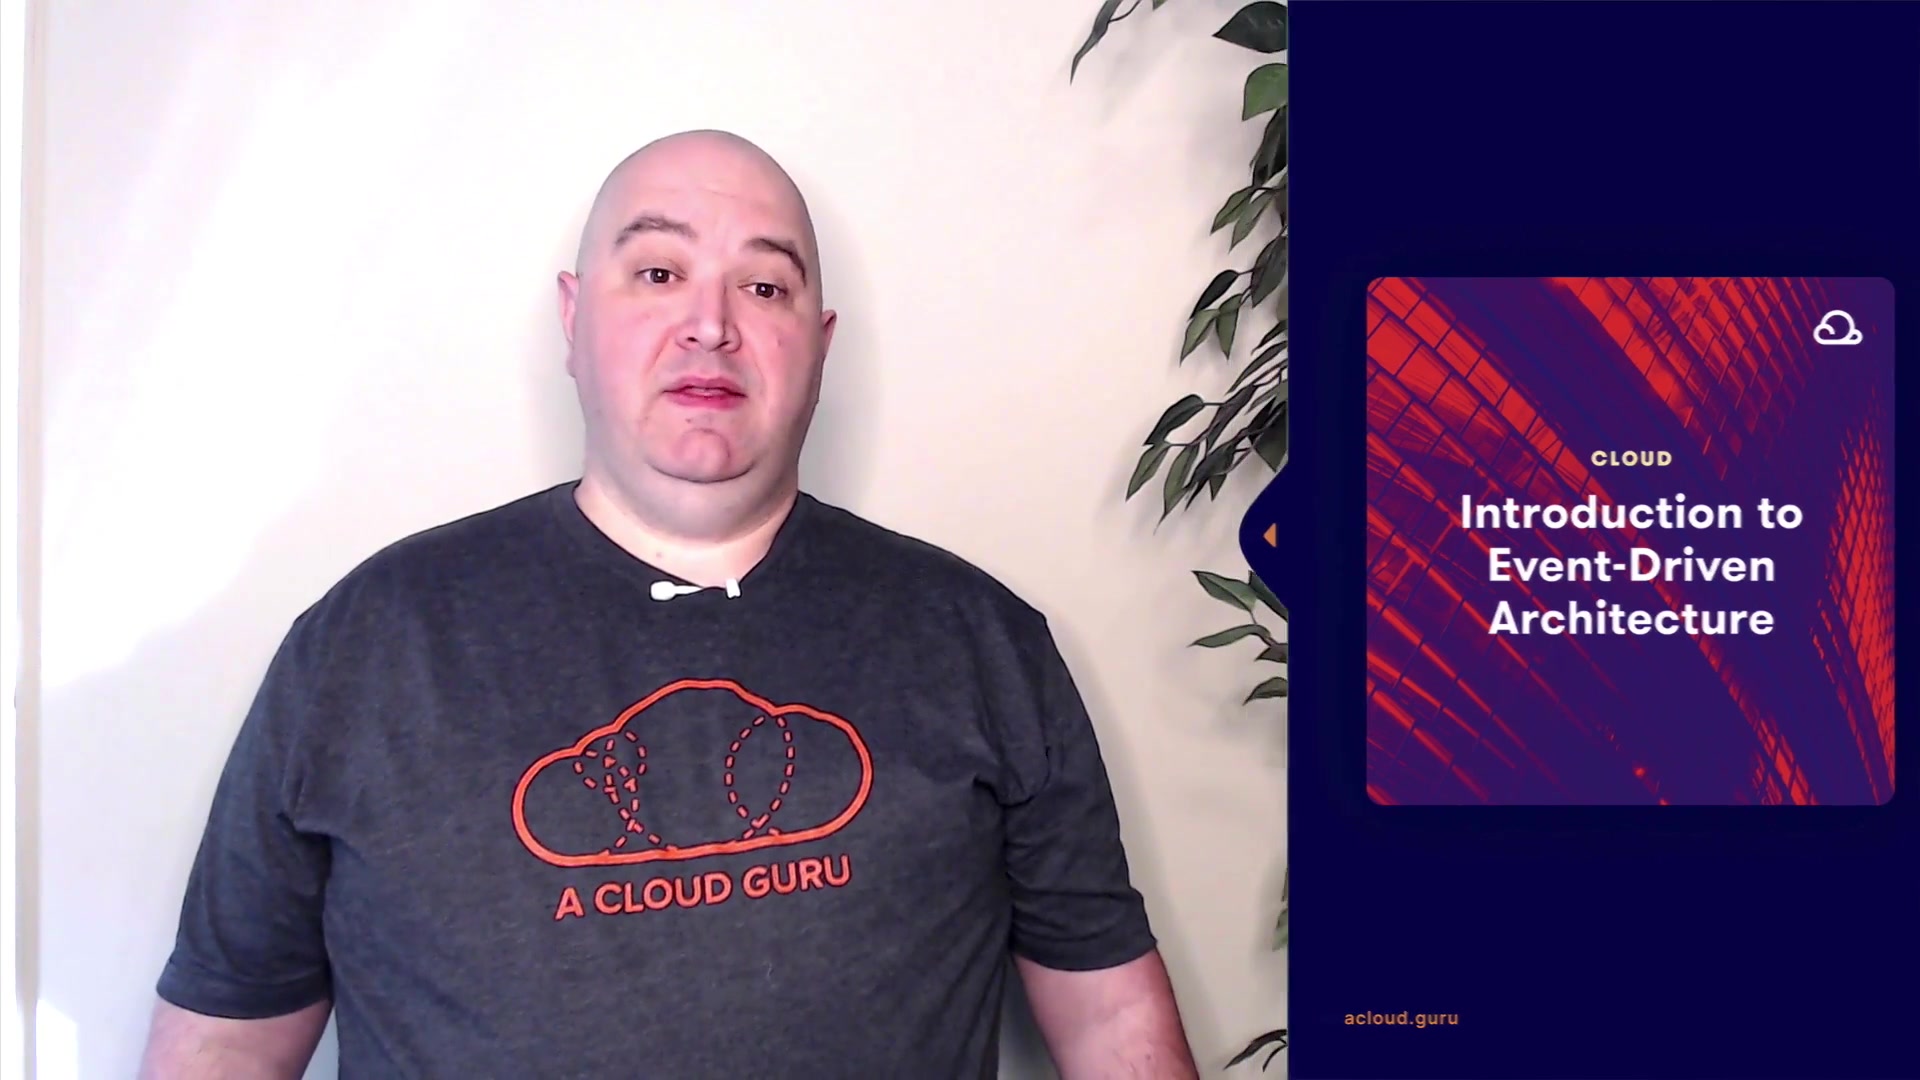 A CLOUD GURU
CLOUD
Introduction to
Event-Driven
Architecture
acloud.guru